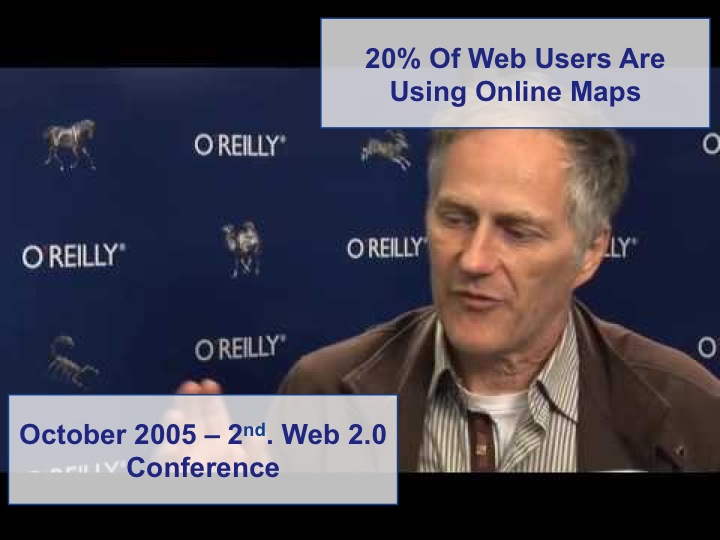 20% Of Web Users Are
Using Online Maps
O'REILLY®
O'REILLY®
O'REILLY®
O'REILLY®
October 2005 – 2nd. Web 2.0
Conference